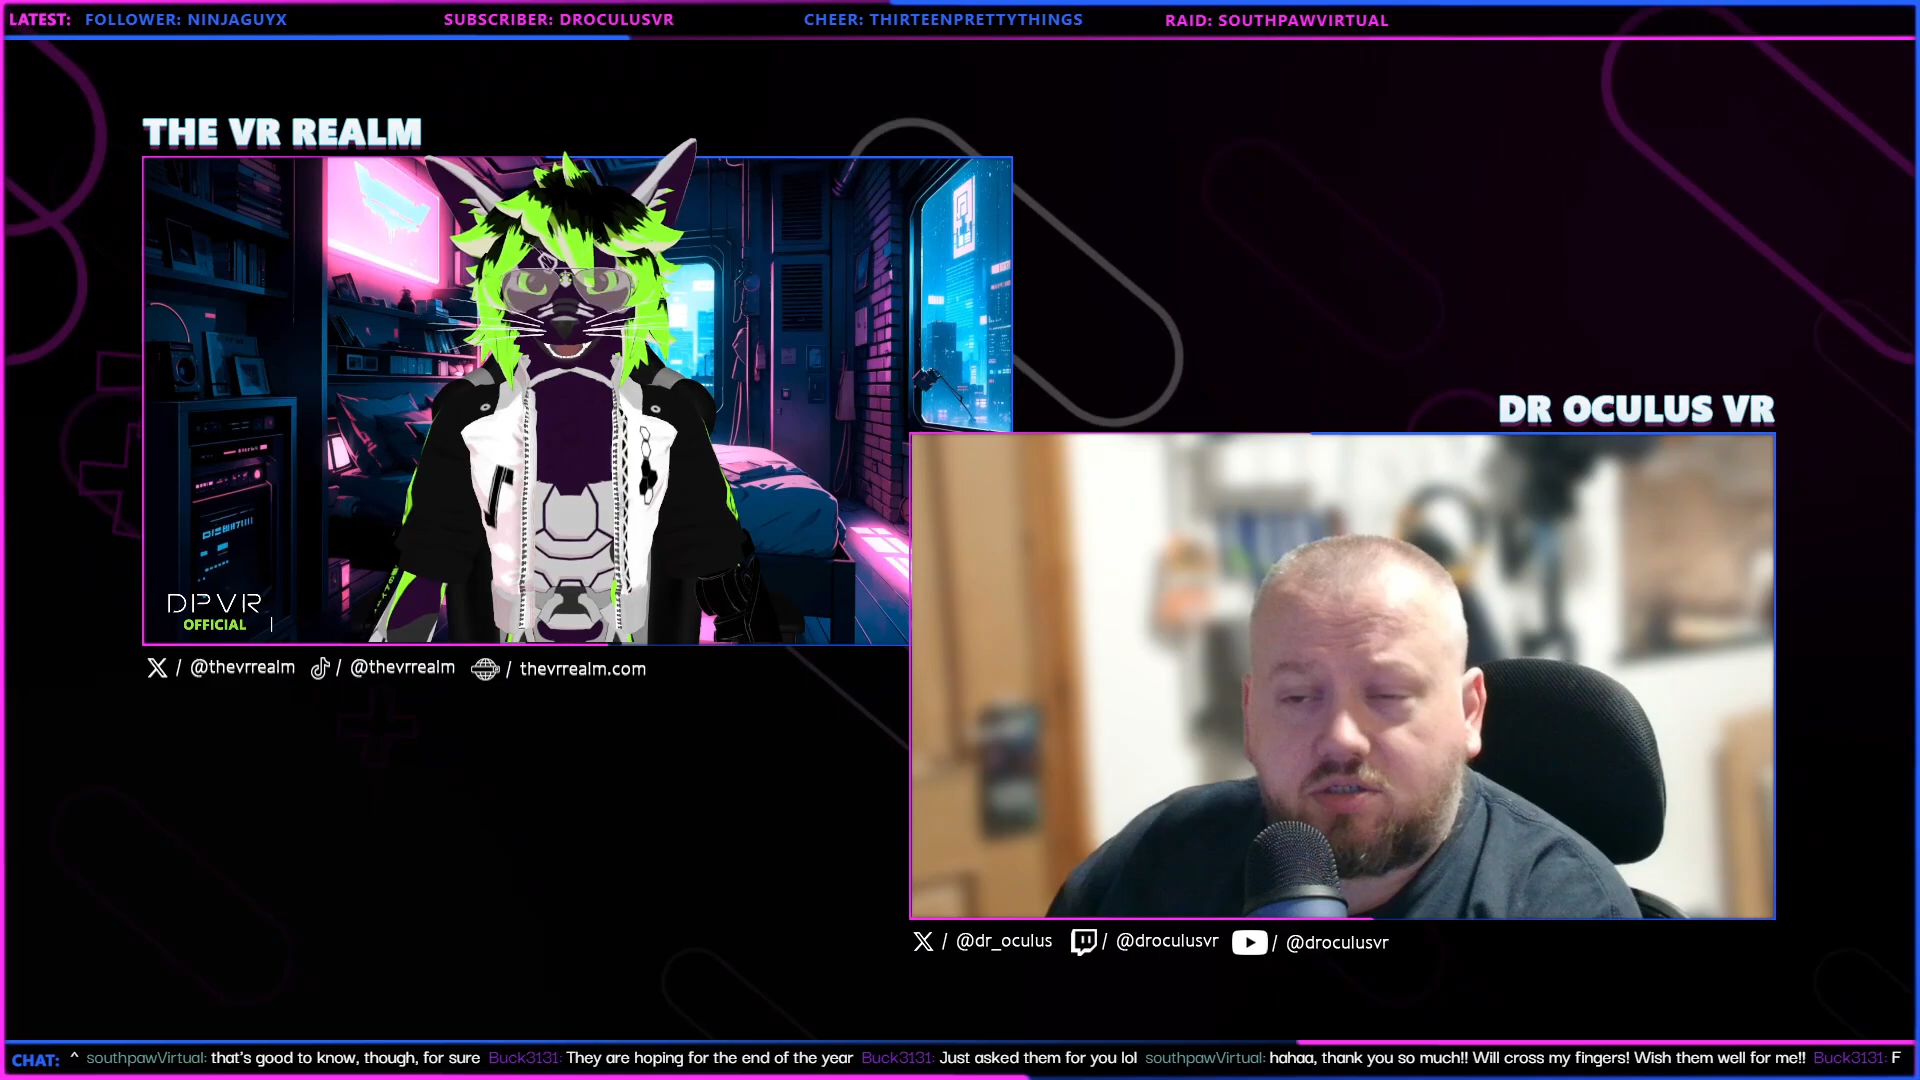 LATEST: FOLLOWER: NINJAGUYX SUBSCRIBER: DROCULUSVR CHEER: THIRTEENPRETTYTHINGS RAID: SOUTHPAWVIRTUAL
THE VR REALM
DPVR
OFFICIAL
/ @thevrrealm / @thevrrealm / thevrrealm.com
DR OCULUS VR
X / @dr_oculus / @droculusvr / @droculusvr
CHAT: ^ southpawVirtual: that's good to know, though, for sure Buck3131: They are hoping for the end of the year Buck3131: Just asked them for you lol southpawVirtual: hahaa, thank you so much!! Will cross my fingers! Wish them well for me!! Buck3131: F